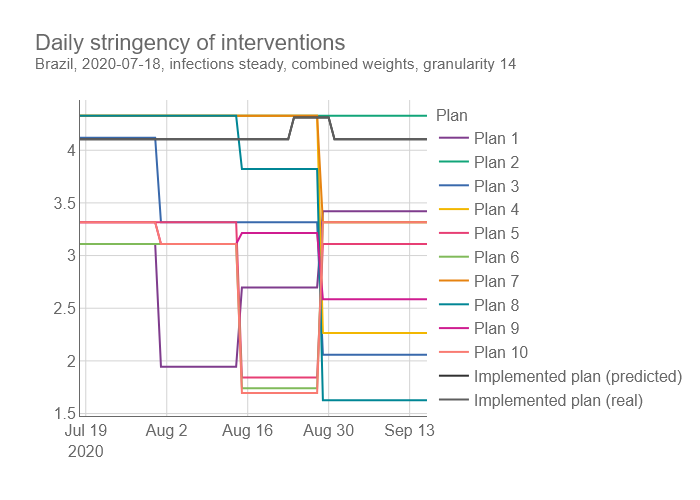 Daily stringency of interventions
Brazil, 2020-07-18, infections steady, combined weights, granularity 14
Plan
Plan 1
Plan 2
Plan 3
Plan 4
Plan 5
Plan 6
Plan 7
Plan 8
Plan 9
Plan 10
Implemented plan (predicted)
Implemented plan (real)
4
3.5
3
2.5
2
1.5
Jul 19 Aug 2 Aug 16 Aug 30 Sep 13
2020